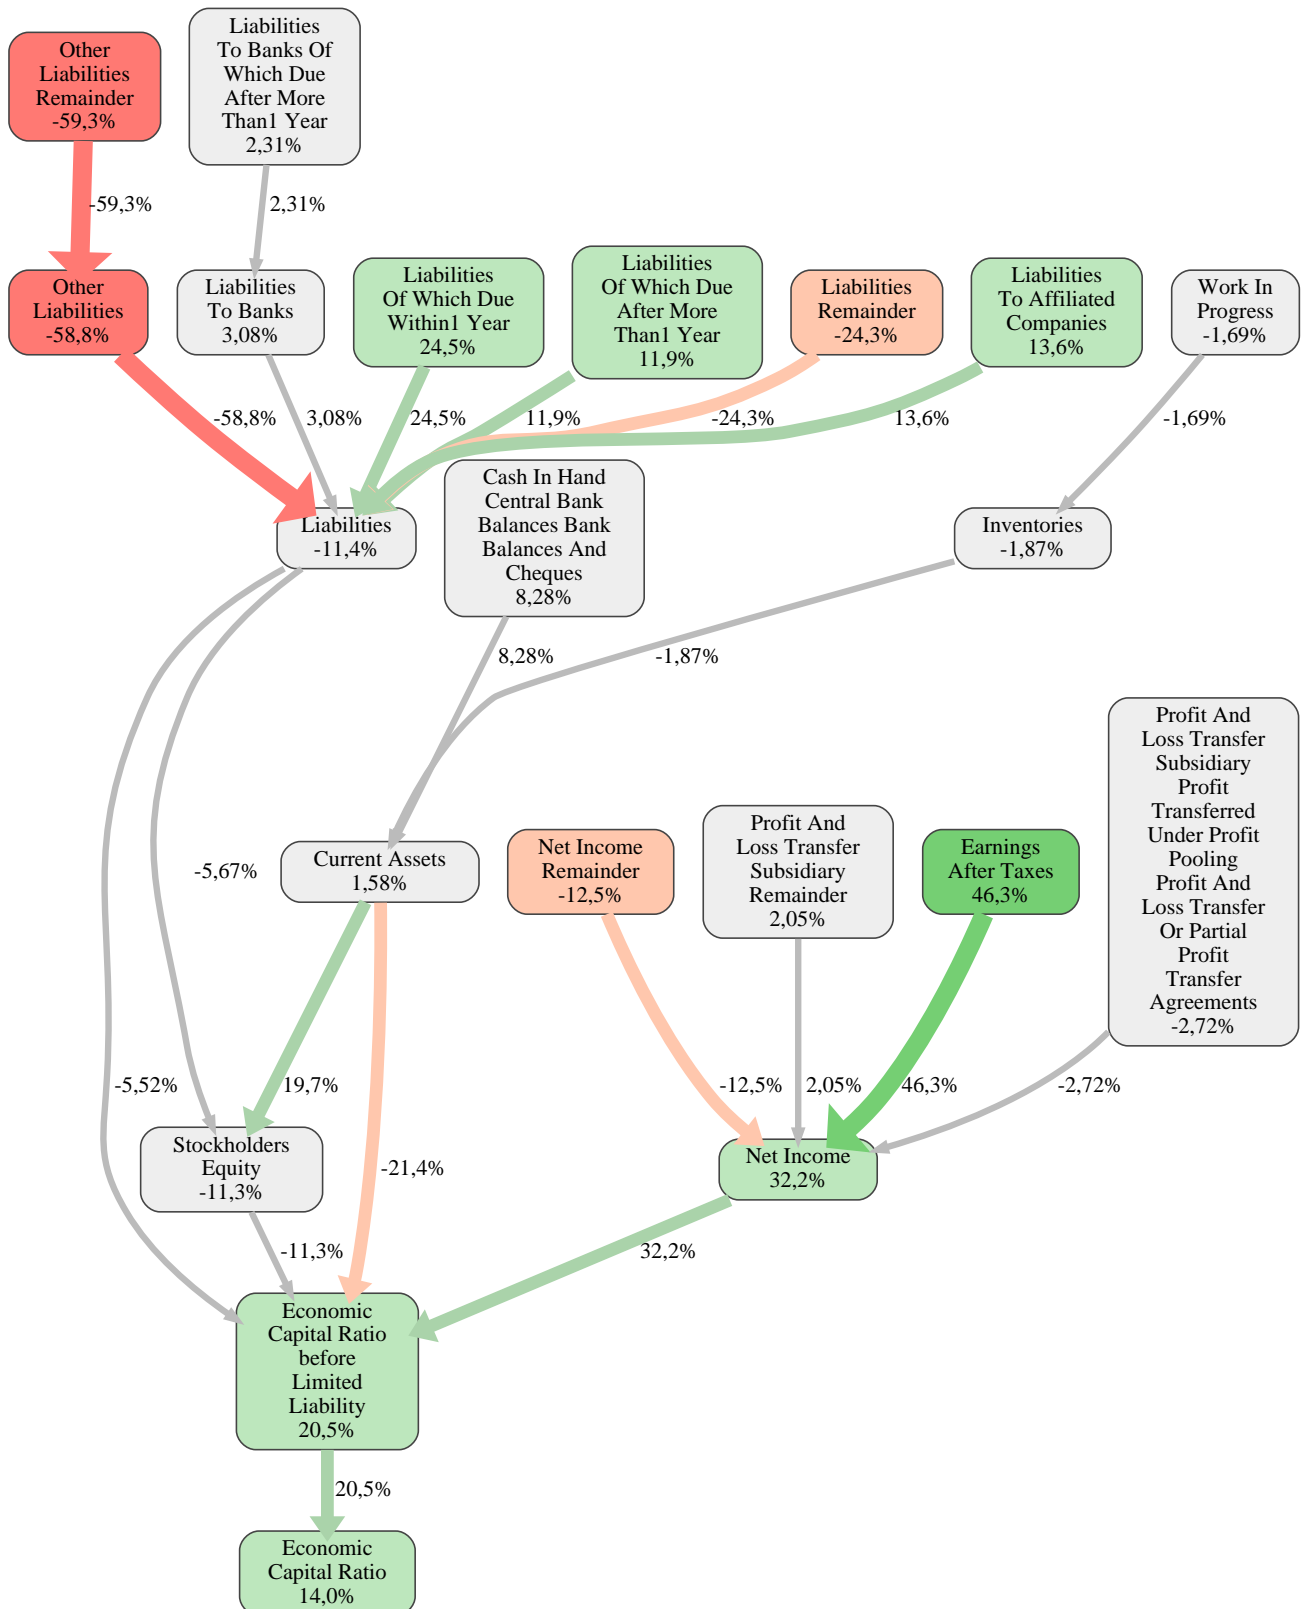 Other
Liabilities
Remainder
-59,3%
Liabilities
To Banks Of
Which Due
After More
Than1 Year
2,31%
-59,3%
2,31%
Other
Liabilities
-58,8%
Liabilities
To Banks
3,08%
Liabilities
Of Which Due
Within1 Year
24,5%
Liabilities
Of Which Due
After More
Than1 Year
11,9%
Liabilities
Remainder
-24,3%
Liabilities
To Affiliated
Companies
13,6%
Work In
Progress
-1,69%
-58,8%
3,08%
24,5%
11,9%
-24,3%
13,6%
-1,69%
Liabilities
-11,4%
Cash In Hand
Central Bank
Balances Bank
Balances And
Cheques
8,28%
Inventories
-1,87%
8,28%
-1,87%
Profit And
Loss Transfer
Subsidiary
Profit
Transferred
Under Profit
Pooling
Profit And
Loss Transfer
Or Partial
Profit
Transfer
Agreements
-2,72%
-5,67%
Current Assets
1,58%
Net Income
Remainder
-12,5%
Profit And
Loss Transfer
Subsidiary
Remainder
2,05%
Earnings
After Taxes
46,3%
-5,52%
19,7%
-12,5%
2,05%
46,3%
-2,72%
Stockholders
Equity
-11,3%
-21,4%
Net Income
32,2%
-11,3%
32,2%
Economic
Capital Ratio
before
Limited
Liability
20,5%
20,5%
Economic
Capital Ratio
14,0%